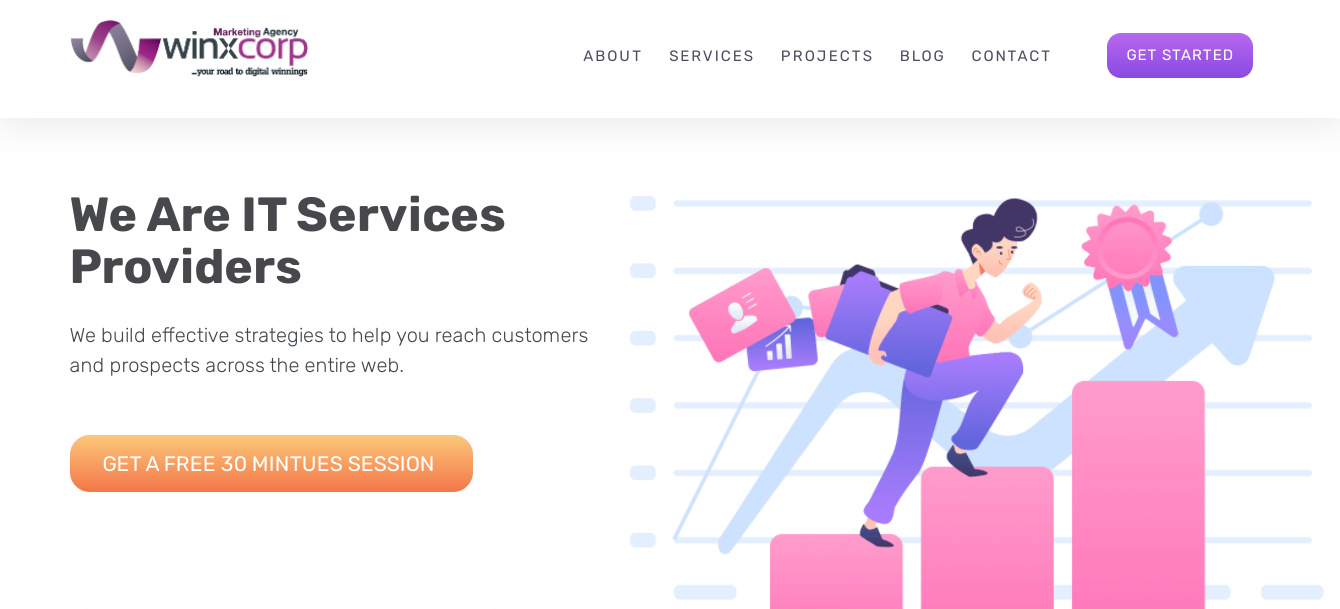 Marketing Agency
winxcorp
...your road to digital winnings
ABOUT SERVICES PROJECTS BLOG CONTACT GET STARTED
We Are IT Services
Providers
We build effective strategies to help you reach customers
and prospects across the entire web.
GET A FREE 30 MINTUES SESSION